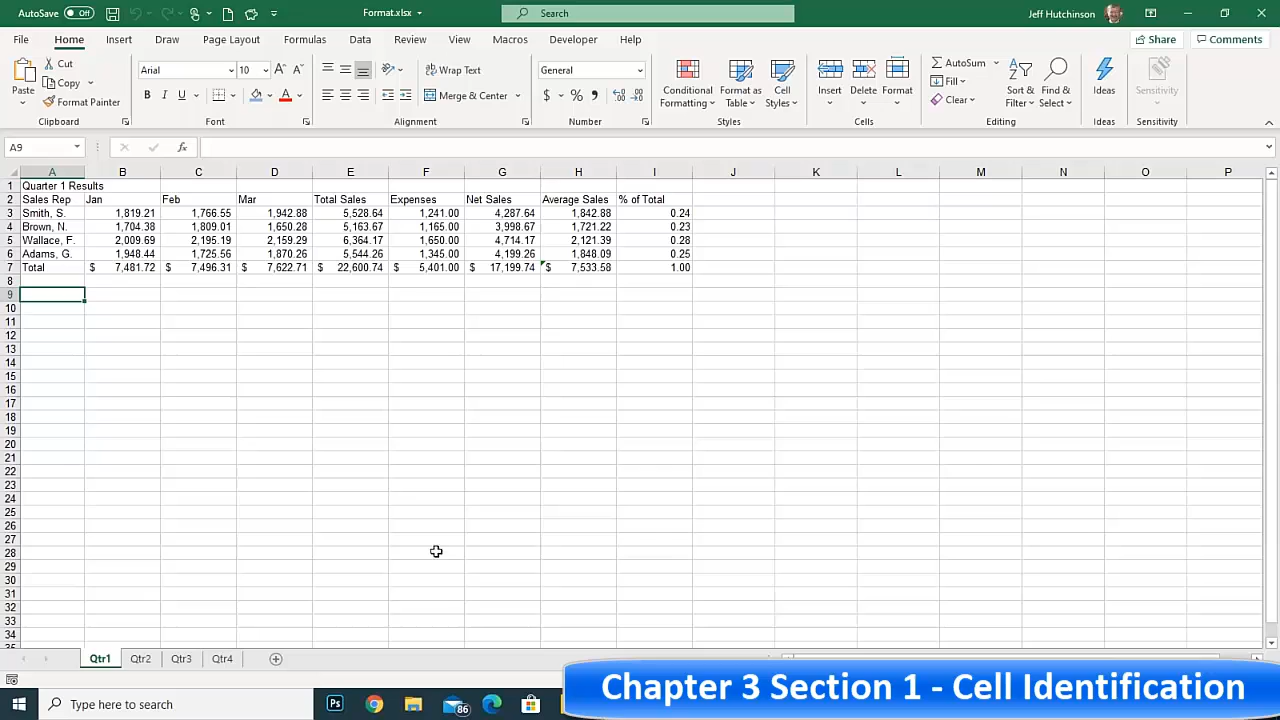 AutoSave Off Format.xlsx Search Jeff Hutchinson
File Home Insert Draw Page Layout Formulas Data Review View Macros Developer Help Share Comments
Paste Cut Copy Format Painter Clipboard
Arial 10 A A B I U A Font
Wrap Text Merge & Center Alignment
General $ % , Number
Conditional Formatting Format as Table Cell Styles Styles
Insert Delete Format Cells
AutoSum Fill Clear Sort & Filter Find & Select Editing
Ideas Ideas
Sensitivity Sensitivity
A9 fx
A B C D E F G H I J K L M N O P
1 Quarter 1 Results
2 Sales Rep Jan Feb Mar Total Sales Expenses Net Sales Average Sales % of Total
3 Smith, S. 1,819.21 1,766.55 1,942.88 5,528.64 1,241.00 4,287.64 1,842.88 0.24
4 Brown, N. 1,704.38 1,809.01 1,650.28 5,163.67 1,165.00 3,998.67 1,721.22 0.23
5 Wallace, F. 2,009.69 2,195.19 2,159.29 6,364.17 1,650.00 4,714.17 2,121.39 0.28
6 Adams, G. 1,948.44 1,725.56 1,870.26 5,544.26 1,345.00 4,199.26 1,848.09 0.25
7 Total $ 7,481.72 $ 7,496.31 $ 7,622.71 $ 22,600.74 $ 5,401.00 $ 17,199.74 $ 7,533.58 1.00
8
9
10
11
12
13
14
15
16
17
18
19
20
21
22
23
24
25
26
27
28
29
30
31
32
33
34
Qtr1 Qtr2 Qtr3 Qtr4
Chapter 3 Section 1 - Cell Identification
Type here to search Ps 86